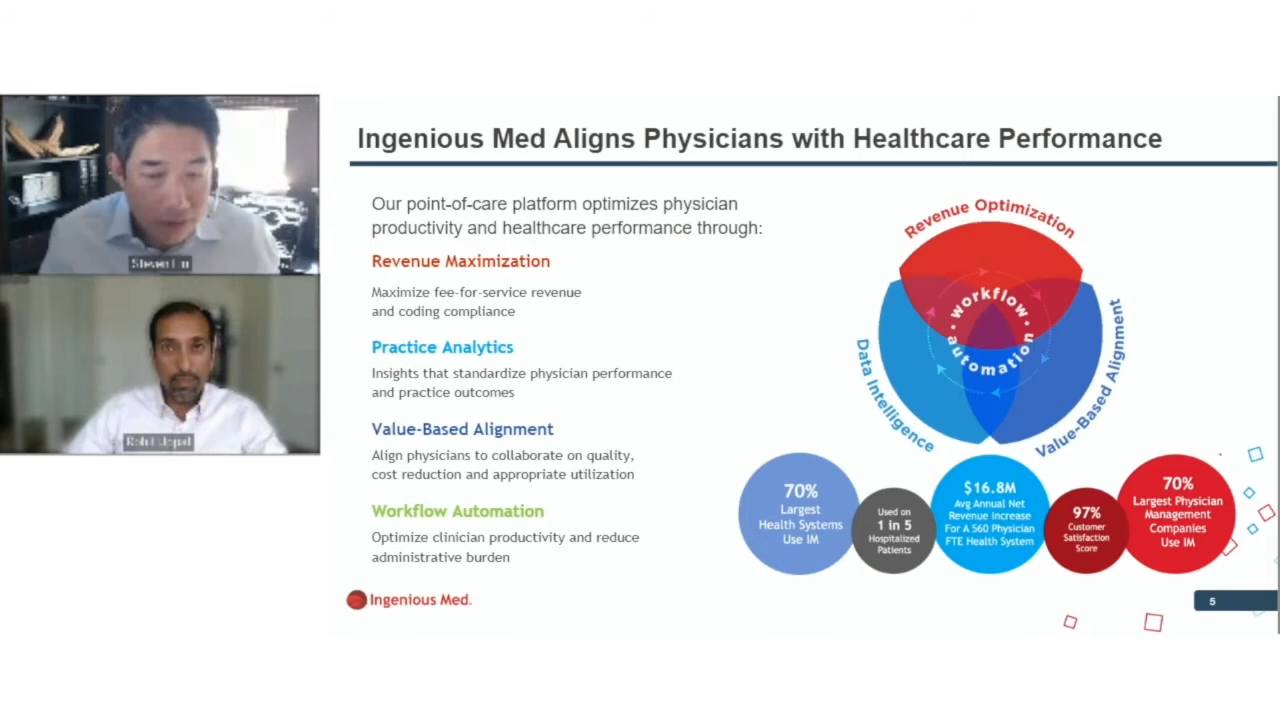 Ingenious Med Aligns Physicians with Healthcare Performance
Our point-of-care platform optimizes physician
productivity and healthcare performance through:
Revenue Maximization
Maximize fee-for-service revenue
and coding compliance
Practice Analytics
Insights that standardize physician performance
and practice outcomes
Value-Based Alignment
Align physicians to collaborate on quality,
cost reduction and appropriate utilization
Workflow Automation
Optimize clinician productivity and reduce
administrative burden
Revenue Optimization
Data Intelligence
Value-Based Alignment
workflow
automation
70%
Largest
Health Systems
Use IM
Used on
1 in 5
Hospitalized
Patients
$16.8M
Avg Annual Net
Revenue Increase
For A 560 Physician
FTE Health System
97%
Customer
Satisfaction
Score
70%
Largest Physician
Management
Companies
Use IM
Ingenious Med.
5
Steven